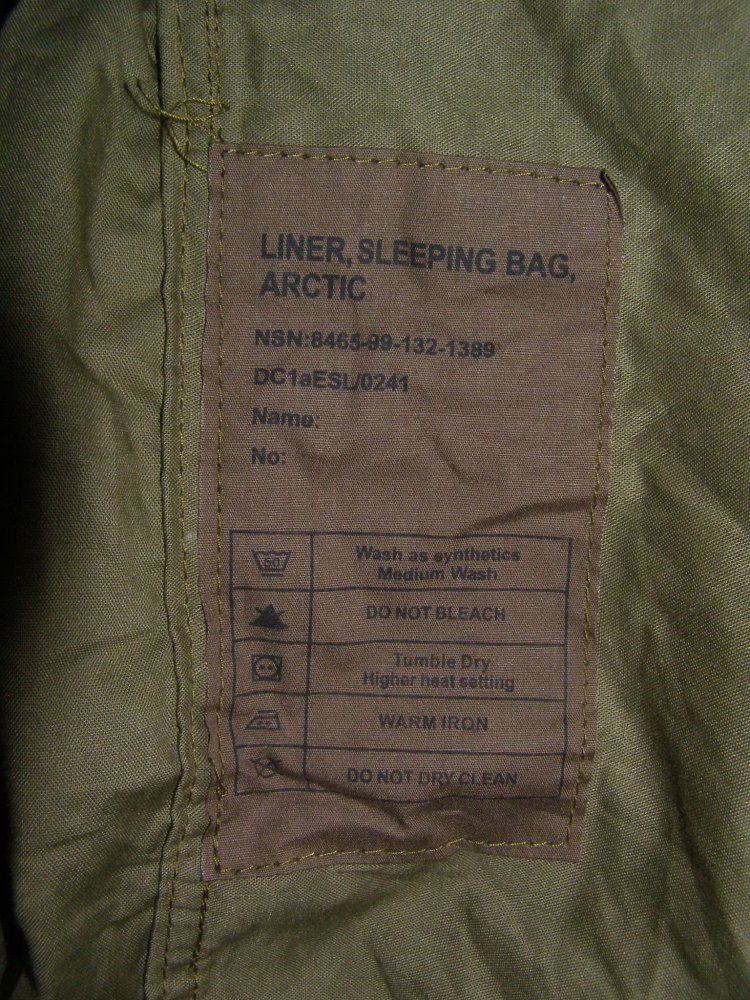 LINER, SLEEPING BAG,
ARCTIC
NSN:8465-99-132-1389
DC1aESL/0241
Name:
No:
50
Wash as synthetics
Medium Wash
DO NOT BLEACH
Tumble Dry
Higher heat setting
WARM IRON
DO NOT DRY CLEAN